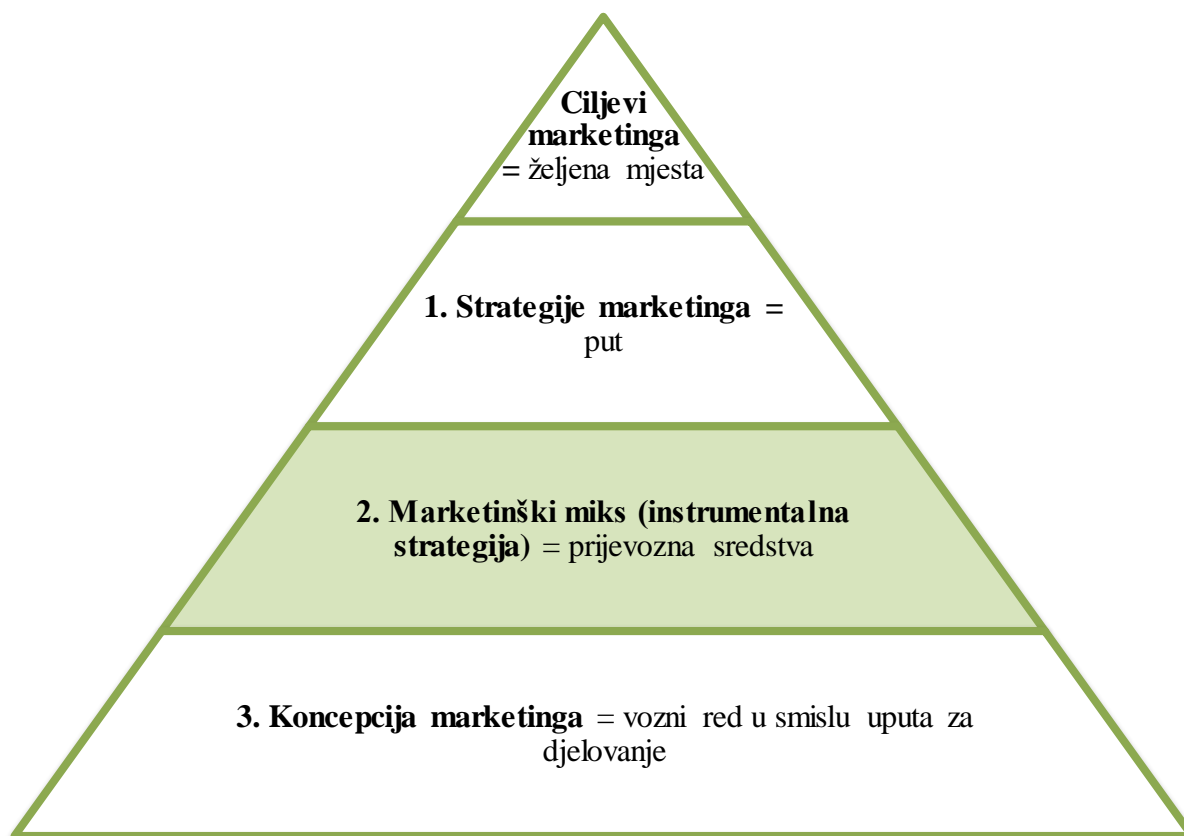 Ciljevi
marketinga
= željena mjesta
1. Strategije marketinga =
put
2. Marketinški miks (instrumentalna
strategija) = prijevozna sredstva
3. Koncepcija marketinga = vozni red u smislu uputa za
djelovanje